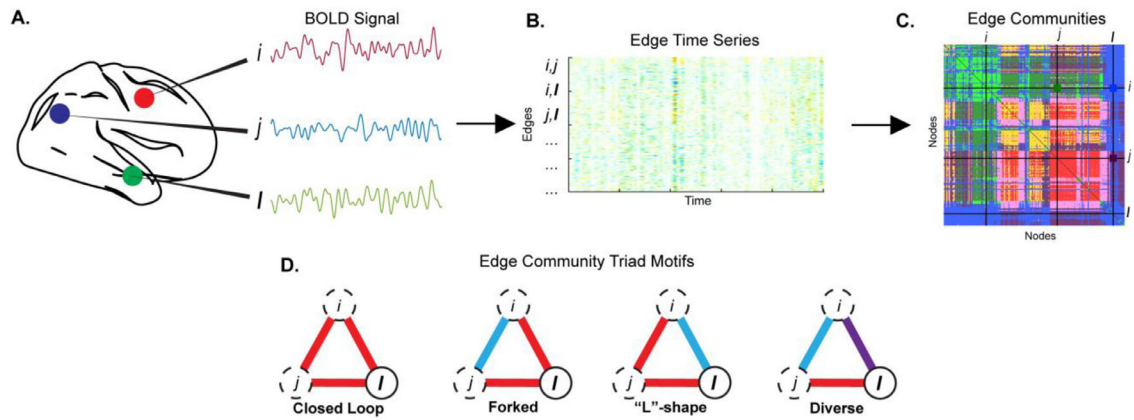 A.
BOLD Signal
i
j
l
B.
Edge Time Series
i,j
i,l
j,l
...
...
Edges
Time
C.
Edge Communities
i
j
l
i
j
l
Nodes
Nodes
D.
Edge Community Triad Motifs
i
j
l
Closed Loop
i
j
l
Forked
i
j
l
"L"-shape
i
j
l
Diverse